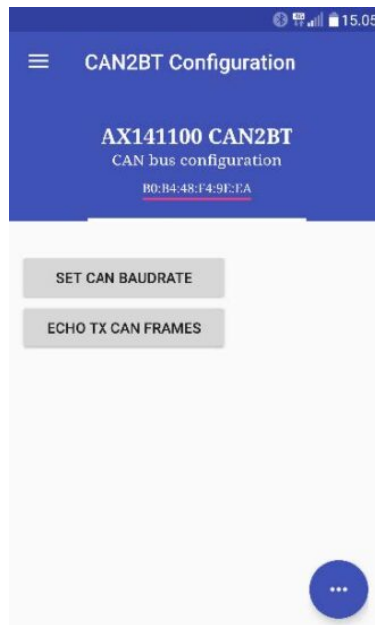 15.05
CAN2BT Configuration
AX141100 CAN2BT
CAN bus configuration
B0:B4:48:F4:9E:EA
SET CAN BAUDRATE
ECHO TX CAN FRAMES